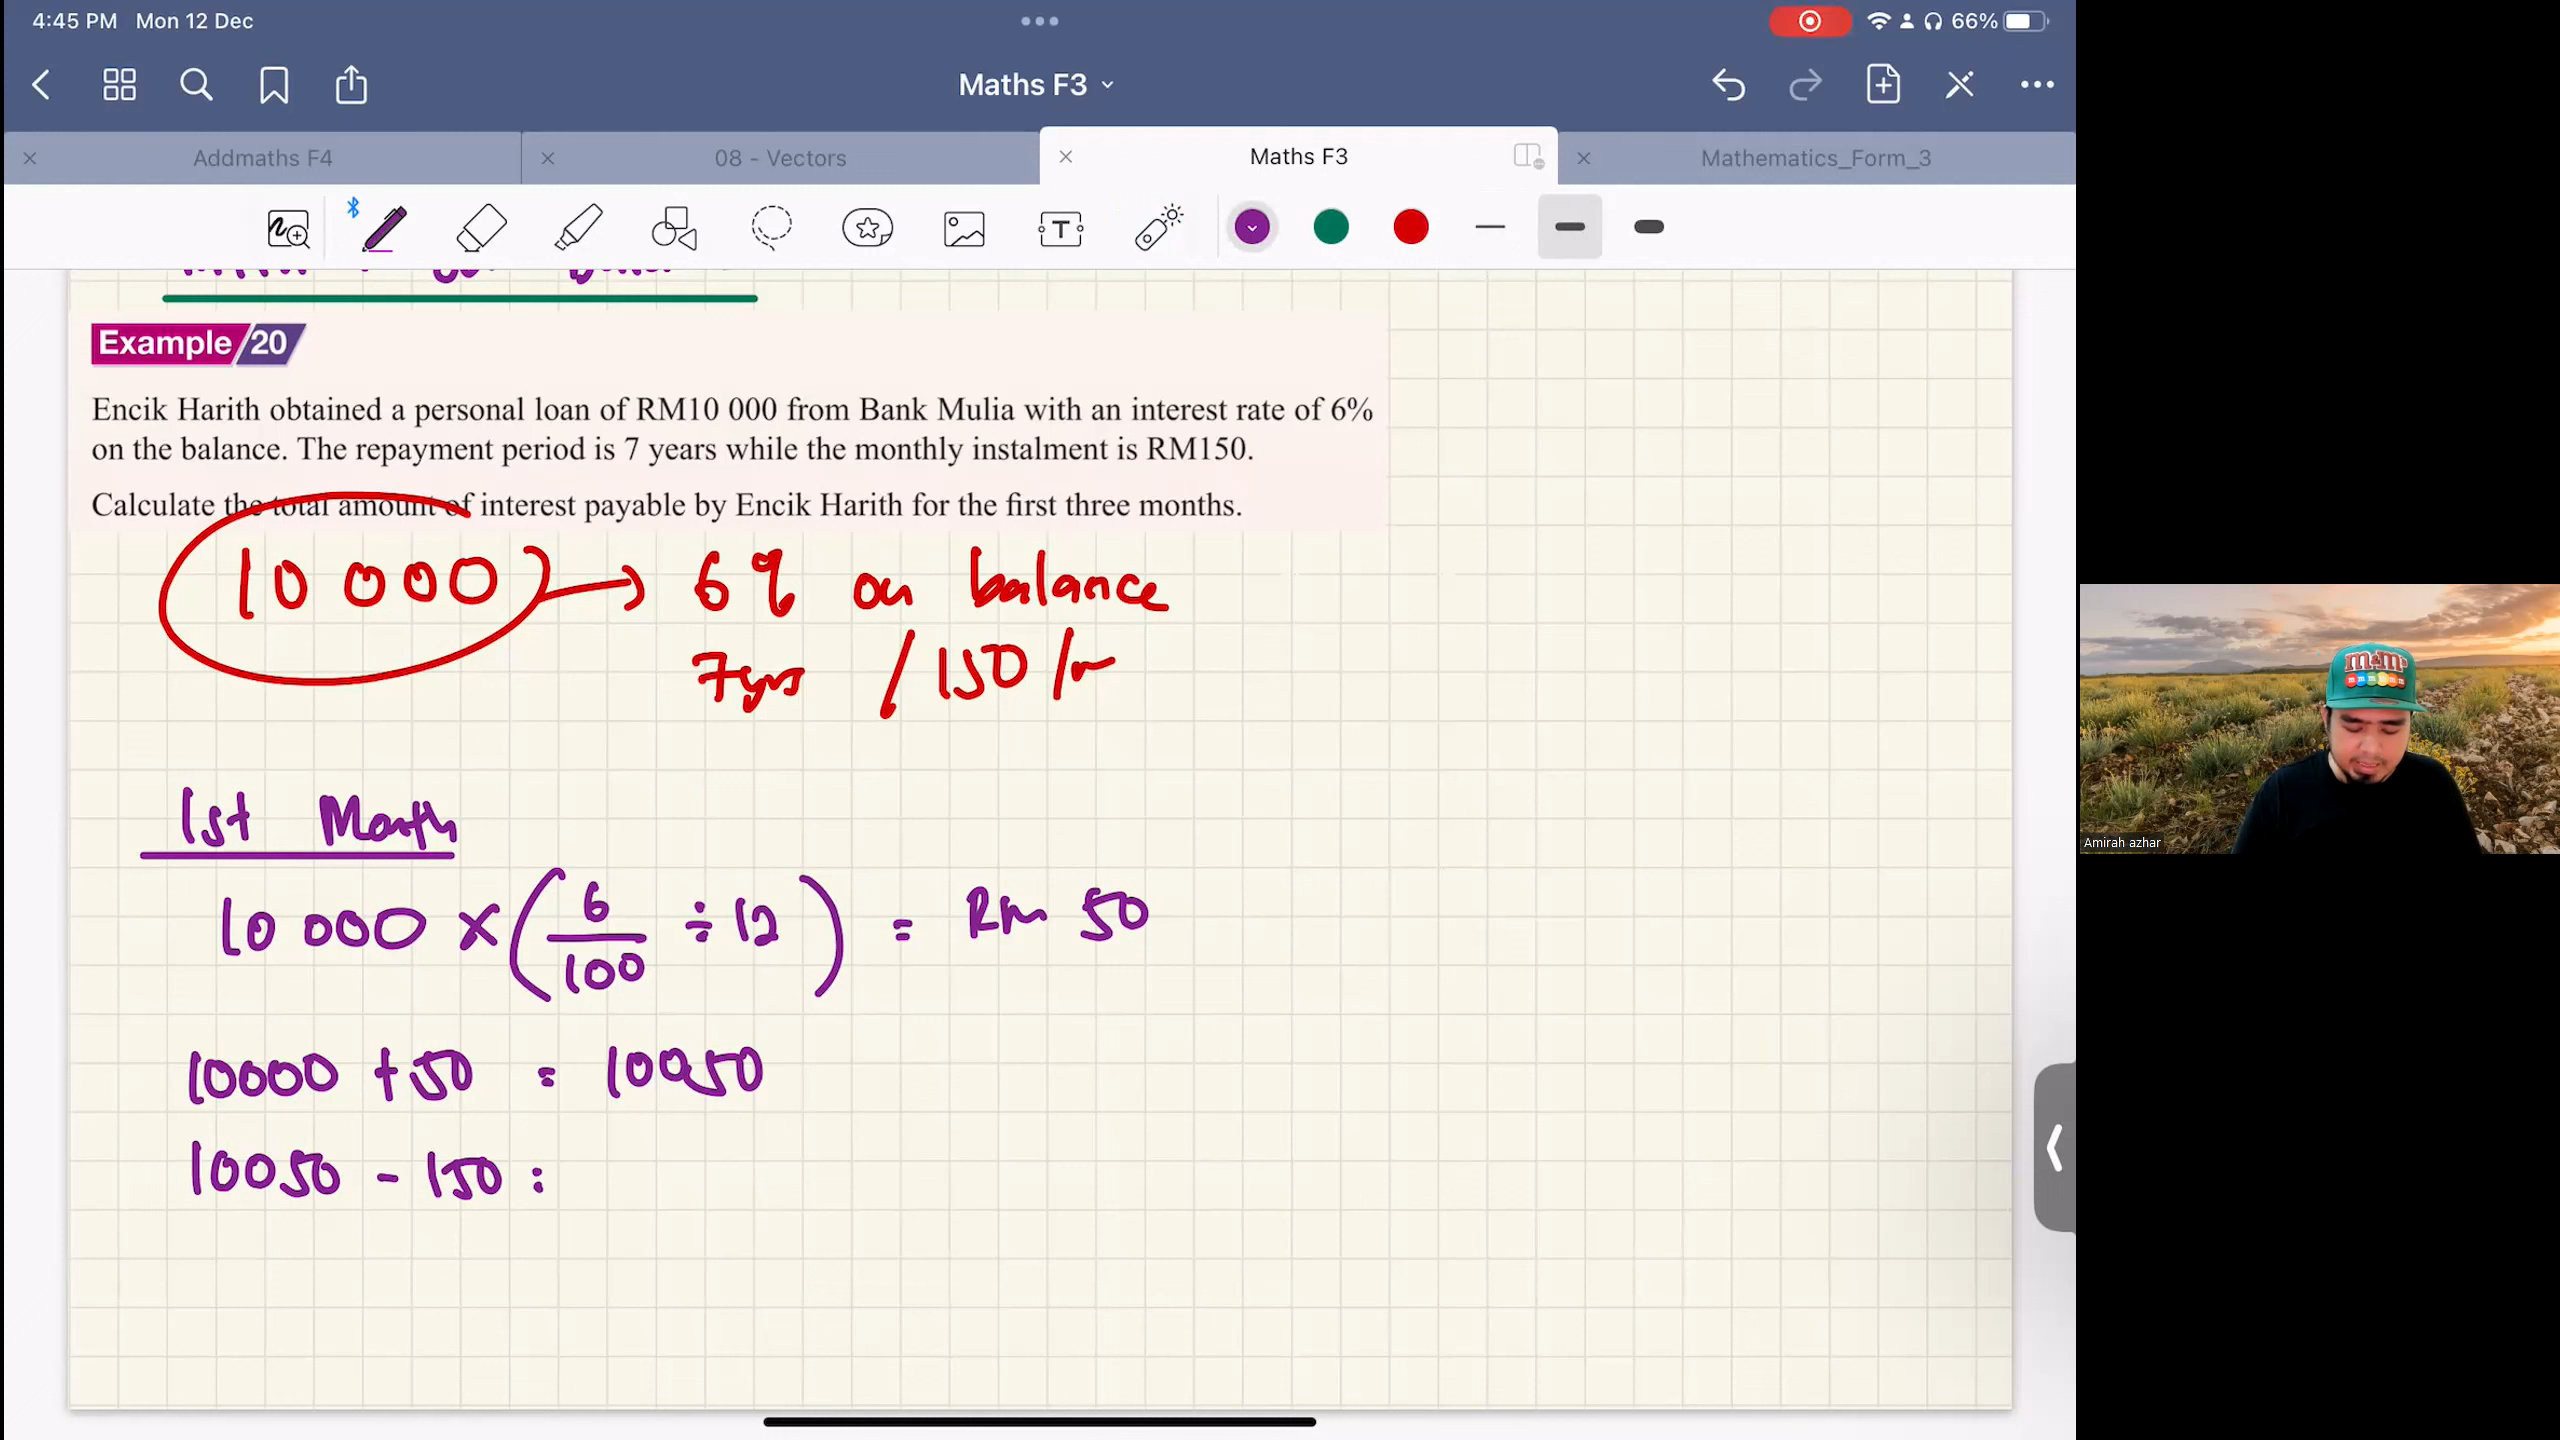 4:45 PM Mon 12 Dec
66%
Maths F3
Addmaths F4
08 - Vectors
Maths F3
Mathematics_Form_3
T
Example 20
Encik Harith obtained a personal loan of RM10 000 from Bank Mulia with an interest rate of 6%
on the balance. The repayment period is 7 years while the monthly instalment is RM150.
Calculate the total amount of interest payable by Encik Harith for the first three months.
10 000 → 6% on balance
7yrs / 150 /m
1st Month
10 000 × ( 6/100 ÷ 12 ) = RM 50
10000 + 50 = 10050
10050 - 150 =
m&m's
Amirah azhar